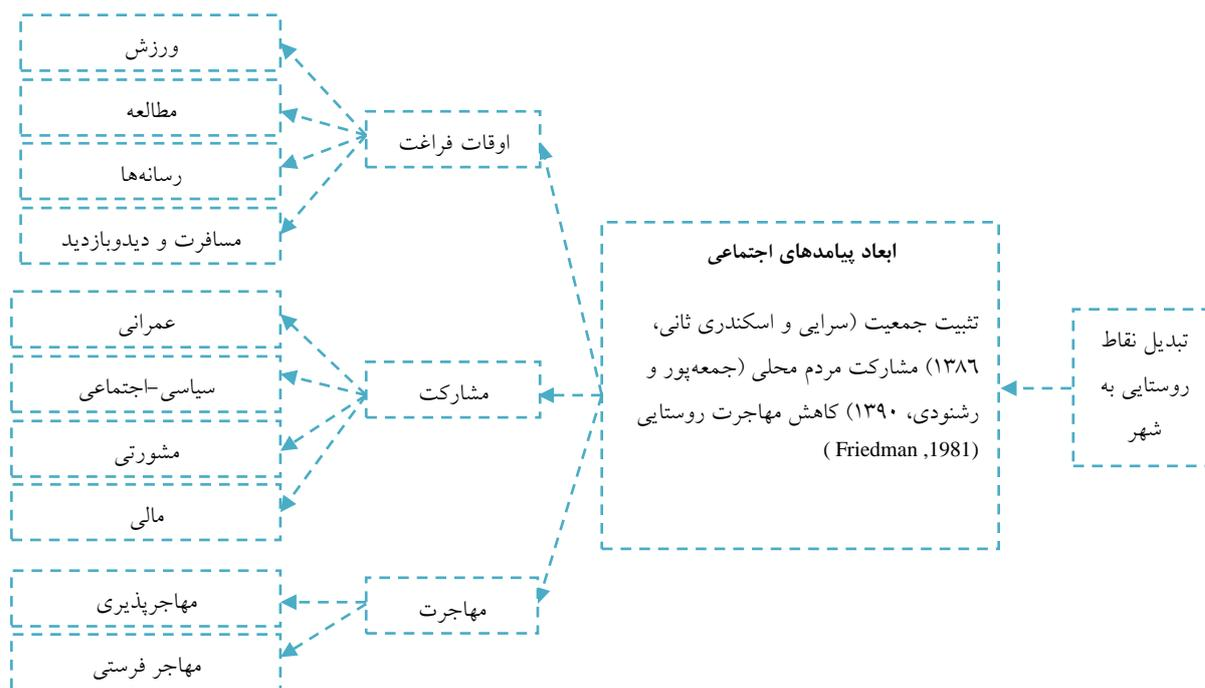 تبدیل نقاط
روستایی به
شهر
ابعاد پیامدهای اجتماعی
تثبیت جمعیت (سرایی و اسکندری ثانی،
۱۳۸۶) مشارکت مردم محلی (جمعه‌پور و
رشنودی، ۱۳۹۰) کاهش مهاجرت روستایی
( Friedman ,1981)
اوقات فراغت
ورزش
مطالعه
رسانه‌ها
مسافرت و دیدوبازدید
مشارکت
عمرانی
سیاسی-اجتماعی
مشورتی
مالی
مهاجرت
مهاجرپذیری
مهاجر فرستی